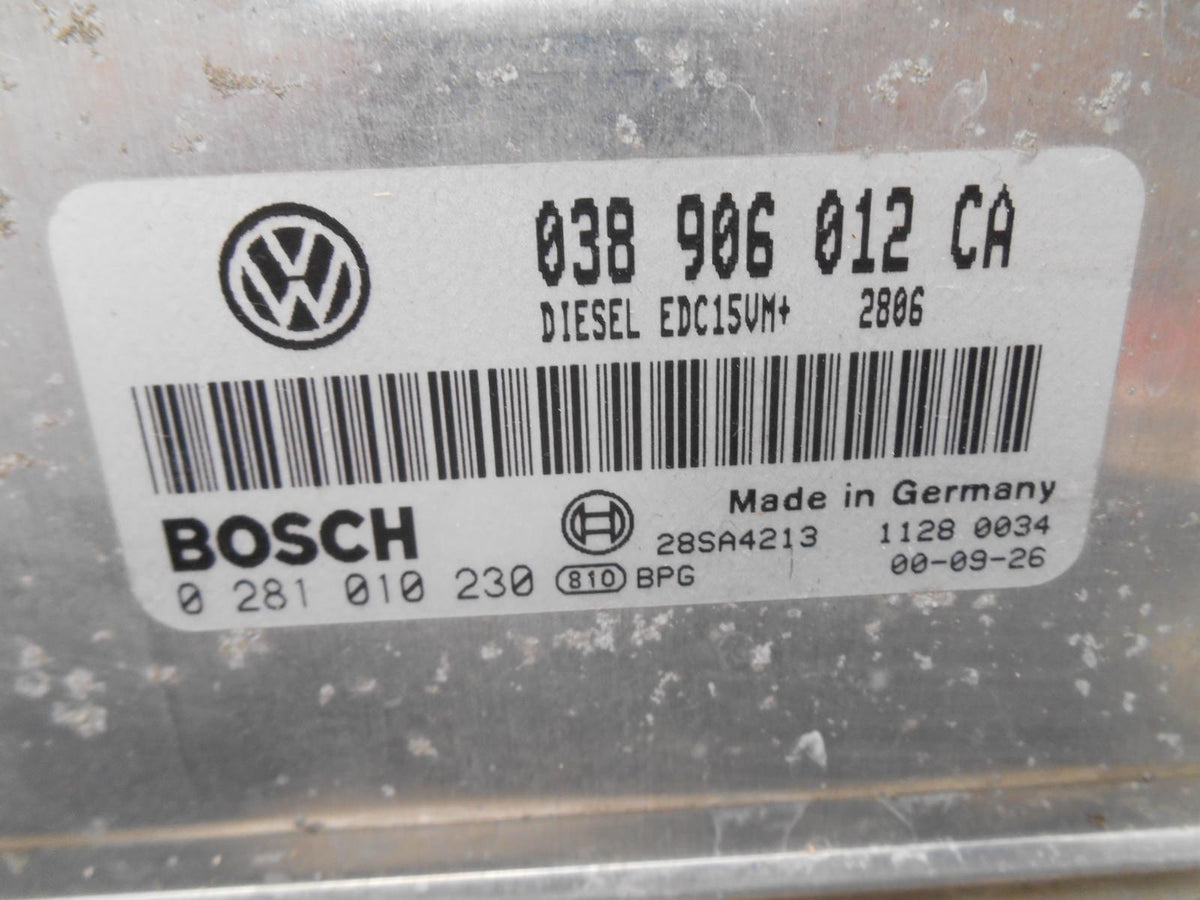 038 906 012 CA
DIESEL EDC15VM+ 2806
BOSCH
Made in Germany
28SA4213 1128 0034
0 281 010 230 810 BPG 00-09-26